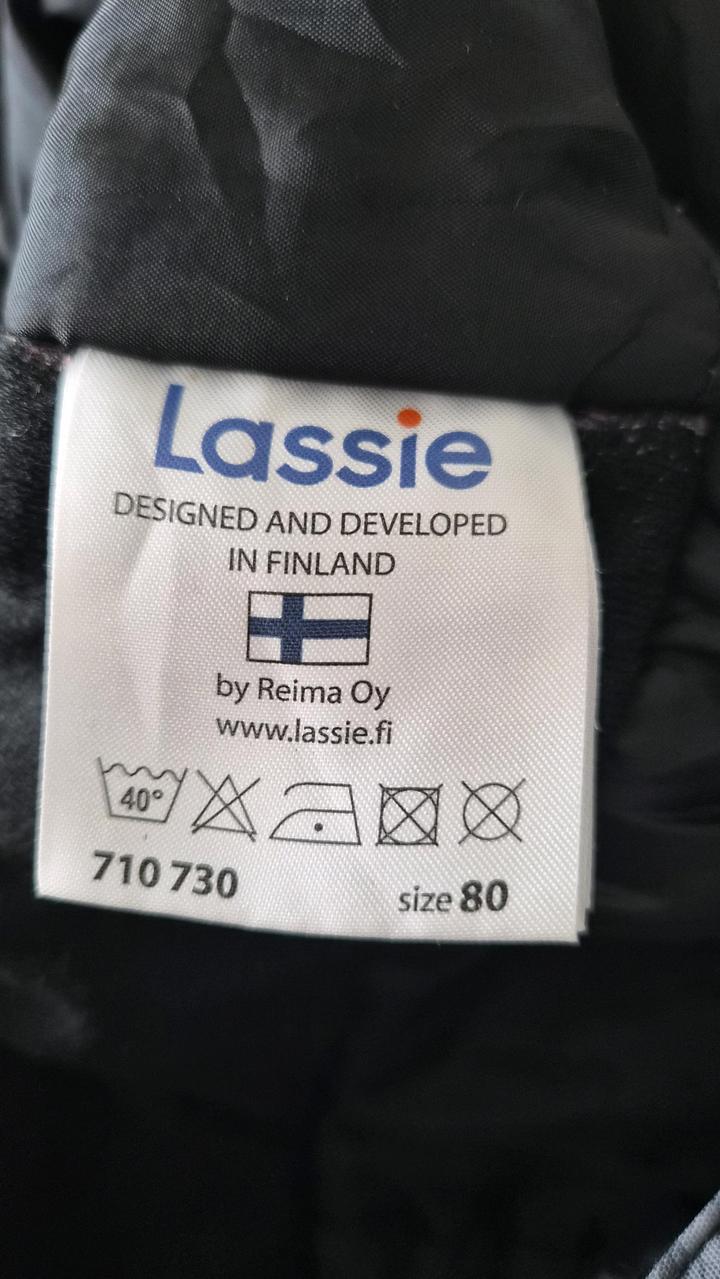 Lassie
DESIGNED AND DEVELOPED
IN FINLAND
by Reima Oy
www.lassie.fi
40°
710 730
size 80